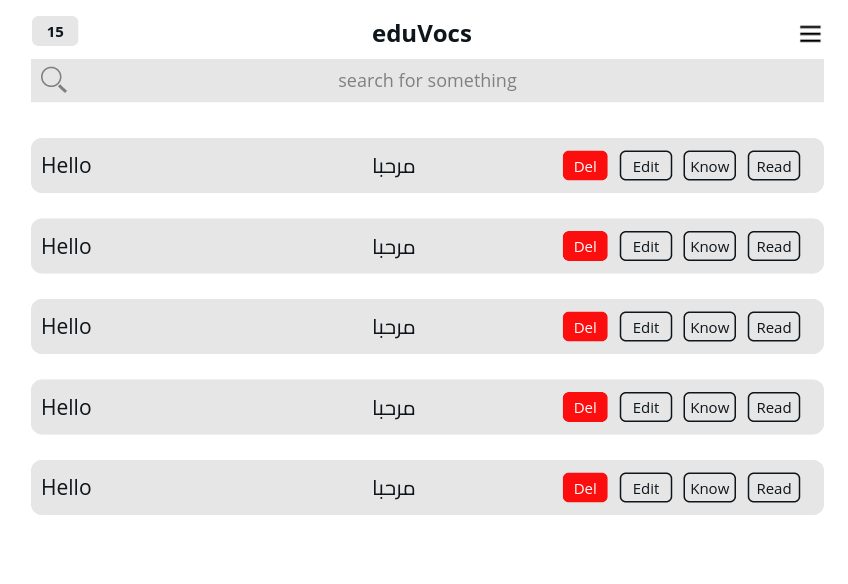 15 eduVocs
search for something
Hello مرحبا Del Edit Know Read
Hello مرحبا Del Edit Know Read
Hello مرحبا Del Edit Know Read
Hello مرحبا Del Edit Know Read
Hello مرحبا Del Edit Know Read